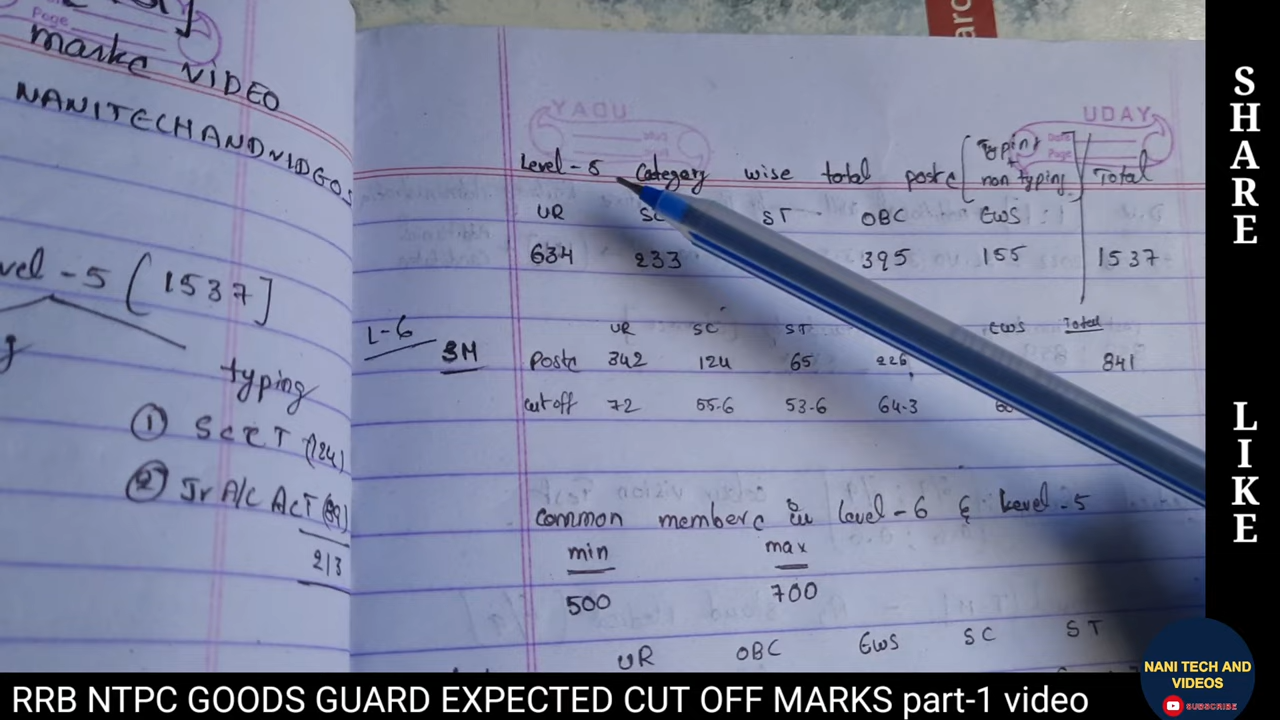 marks VIDEO
NANITECHANDVIDEOS
vel - 5 (1537]
typing
① SCCT (124)
② Jr A/C AcT (89)
213
UDAY
UDAY
Date
Page
Level - 5 Category wise total posts [Typing + non typing] Total
UR SC ST OBC EWS
634 233 395 155 1537
L-6
SM
UR SC ST EWS Total
Posts 342 124 65 226 841
cut off 72 55.6 53.6 64.3
Common members in Level - 6 & Level - 5
min max
500 700
UR OBC EWS SC ST
SHARE
LIKE
NANI TECH AND
VIDEOS
SUBSCRIBE
RRB NTPC GOODS GUARD EXPECTED CUT OFF MARKS part-1 video